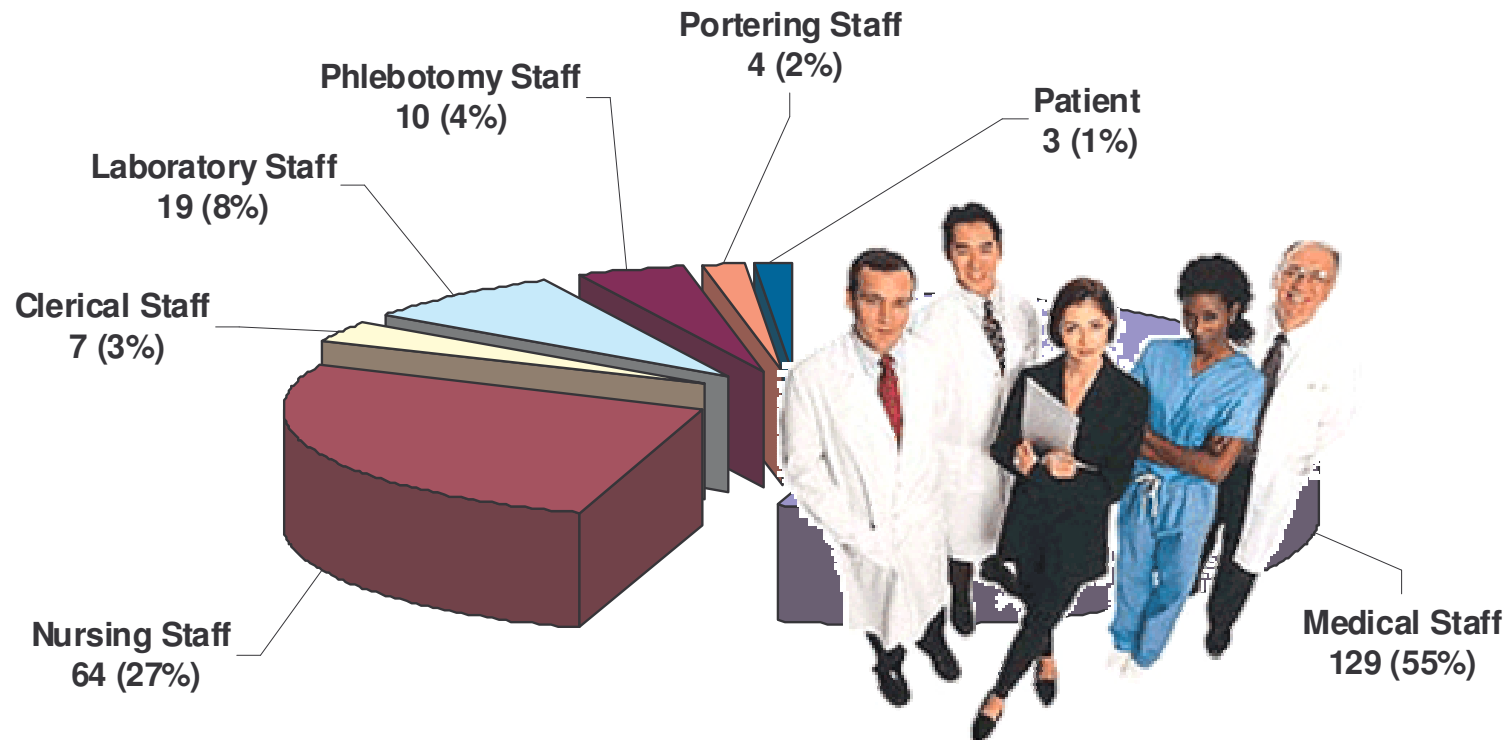 Portering Staff
4 (2%)
Phlebotomy Staff
10 (4%)
Patient
3 (1%)
Laboratory Staff
19 (8%)
Clerical Staff
7 (3%)
Nursing Staff
64 (27%)
Medical Staff
129 (55%)